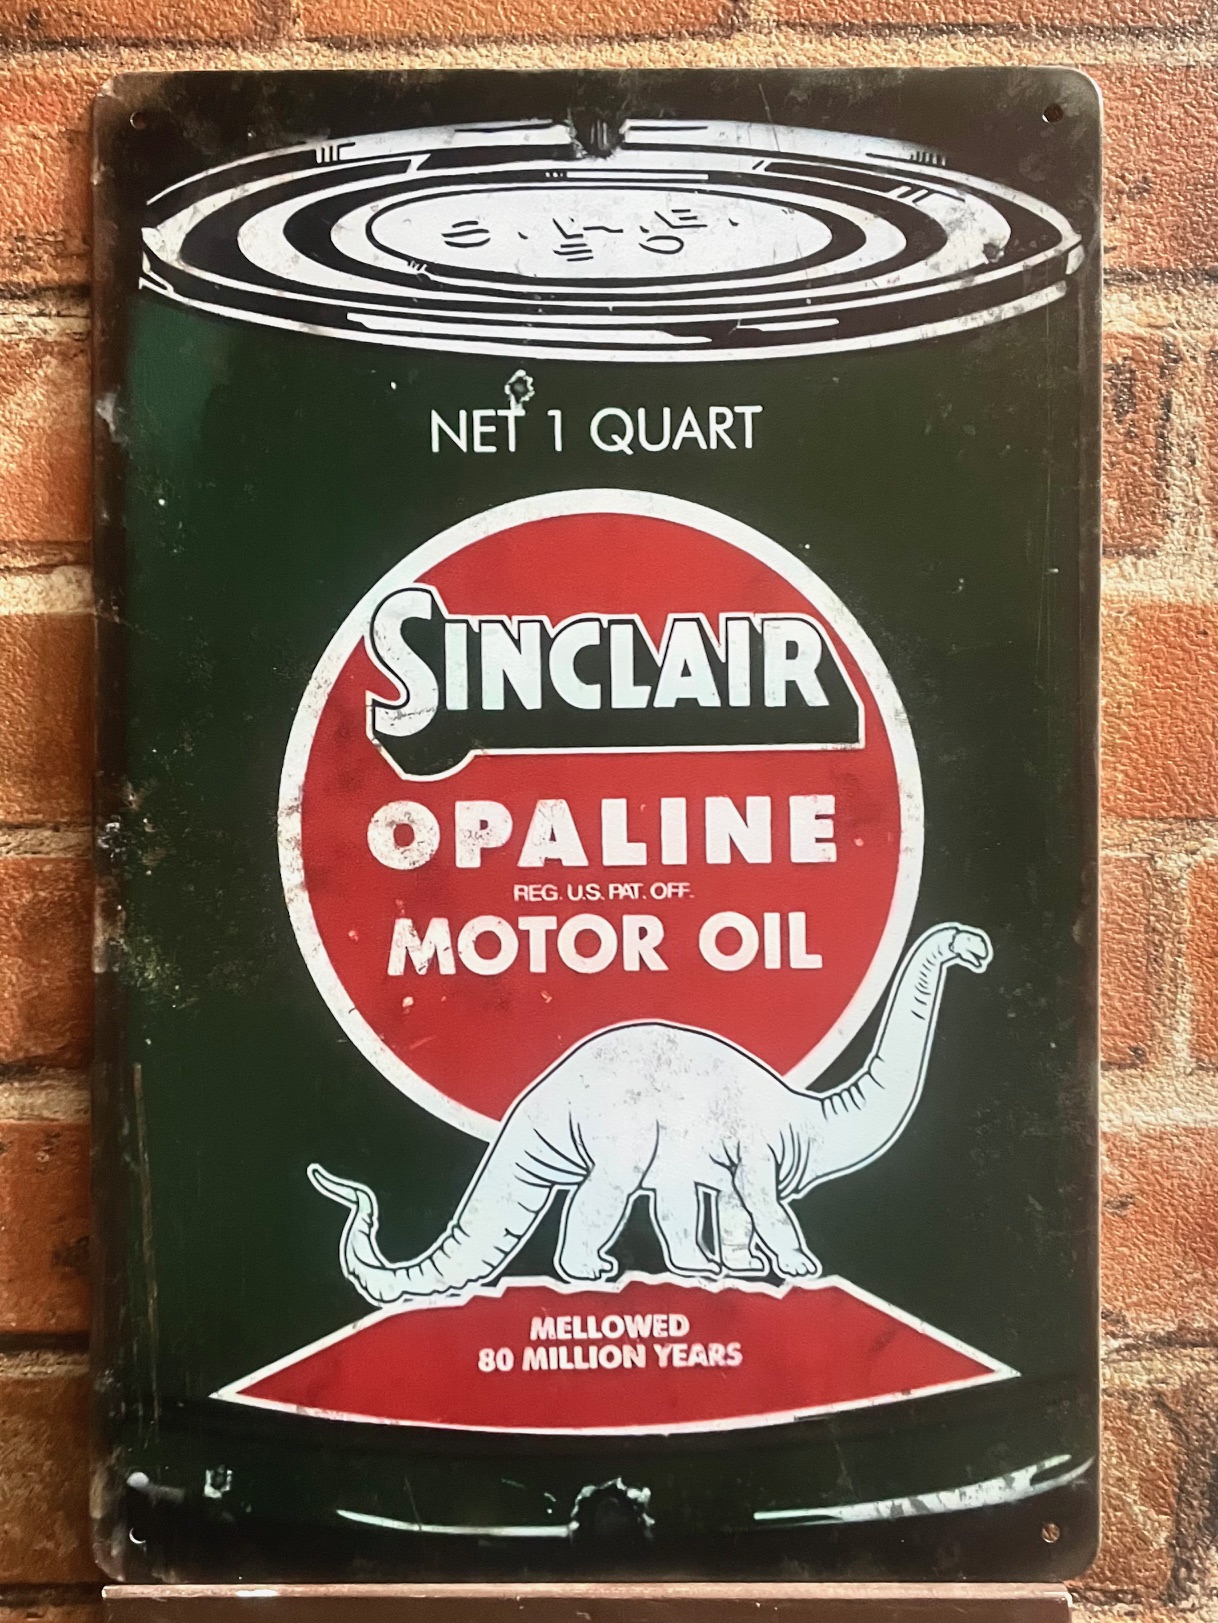 NET 1 QUART
SINCLAIR
OPALINE
REG. U.S. PAT. OFF.
MOTOR OIL
MELLOWED
80 MILLION YEARS